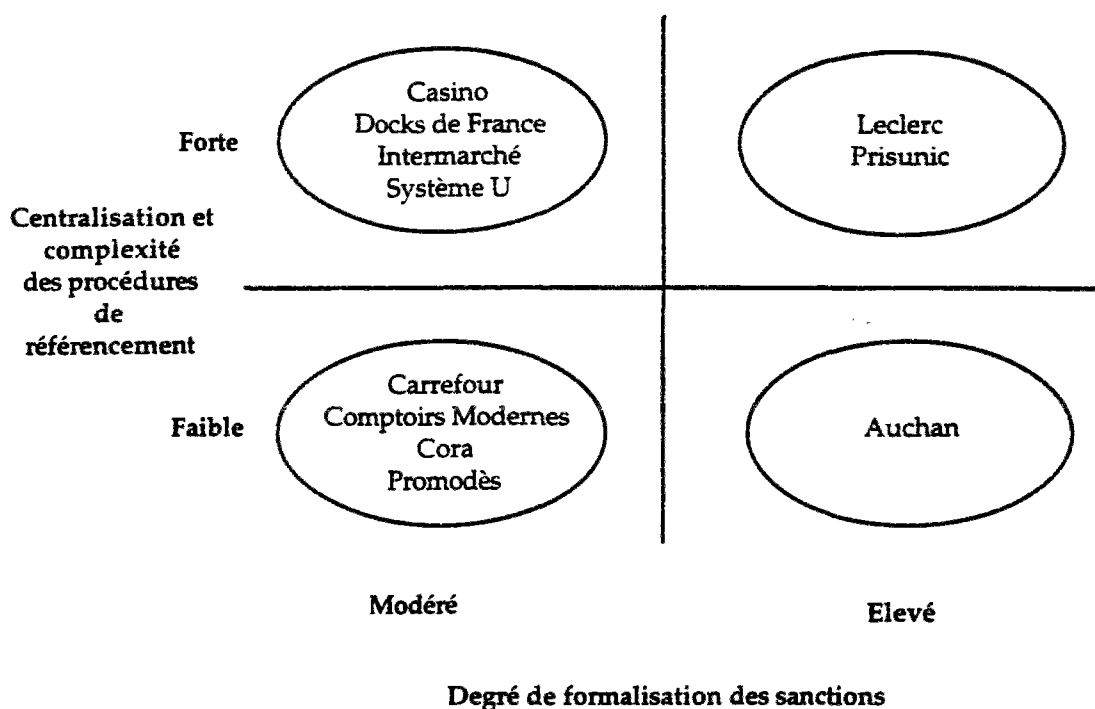 Casino
Docks de France
Intermarché
Système U
Leclerc
Prisunic
Forte
Centralisation et
complexité
des procédures
de
référencement
Carrefour
Comptoirs Modernes
Cora
Promodès
Auchan
Faible
Modéré
Elevé
Degré de formalisation des sanctions